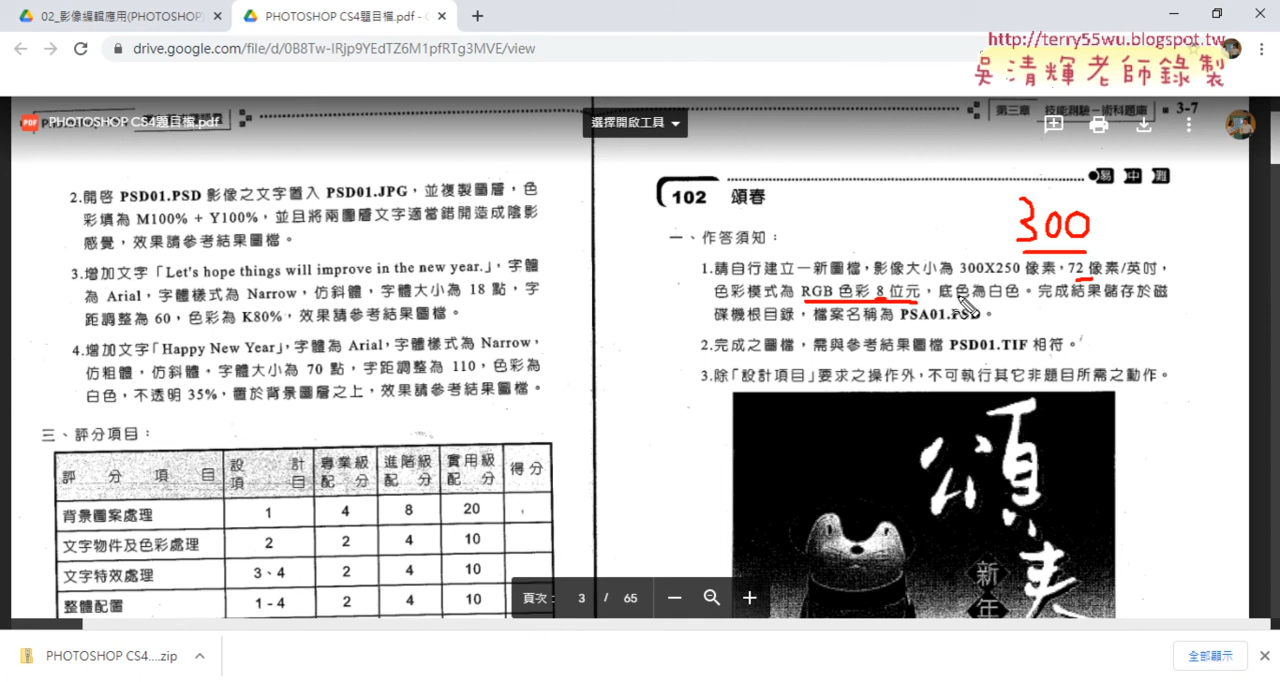 02_影像編輯應用(PHOTOSHOP)
PHOTOSHOP CS4題目檔.pdf - G
drive.google.com/file/d/0B8Tw-IRjp9YEdTZ6M1pfRTg3MVE/view
http://terry55wu.blogspot.tw
吳清輝老師錄製
PHOTOSHOP CS4題目檔.pdf
選擇開啟工具
第三章 技能測驗－術科題庫 3-7
2.開啓 PSD01.PSD 影像之文字置入 PSD01.JPG，並複製圖層，色
彩填為 M100% + Y100%，並且將兩圖層文字適當錯開造成陰影
感覺，效果請參考結果圖檔。
3.增加文字「Let's hope things will improve in the new year.」，字體
為 Arial，字體樣式為 Narrow，仿斜體，字體大小為 18 點，字
距調整為 60，色彩為 K80%，效果請參考結果圖檔。
4.增加文字「Happy New Year」，字體為 Arial，字體樣式為 Narrow，
仿粗體，仿斜體，字體大小為 70 點，字距調整為 110，色彩為
白色，不透明 35%，置於背景圖層之上，效果請參考結果圖檔。
三、評分項目：
評分項目 設計項目 專業級配分 進階級配分 實用級配分 得分
背景圖案處理 1 4 8 20
文字物件及色彩處理 2 2 4 10
文字特效處理 3、4 2 4 10
整體配置 1 - 4 2 4 10
易 中 難
102 頌春
300
一、作答須知：
1.請自行建立一新圖檔，影像大小為 300X250 像素，72 像素/英吋，
色彩模式為 RGB 色彩 8 位元，底色為白色。完成結果儲存於磁
碟機根目錄，檔案名稱為 PSA01.PSD。
2.完成之圖檔，需與參考結果圖檔 PSD01.TIF 相符。
3.除「設計項目」要求之操作外，不可執行其它非題目所需之動作。
頌
新年
頁次： 3 / 65
PHOTOSHOP CS4....zip
全部顯示